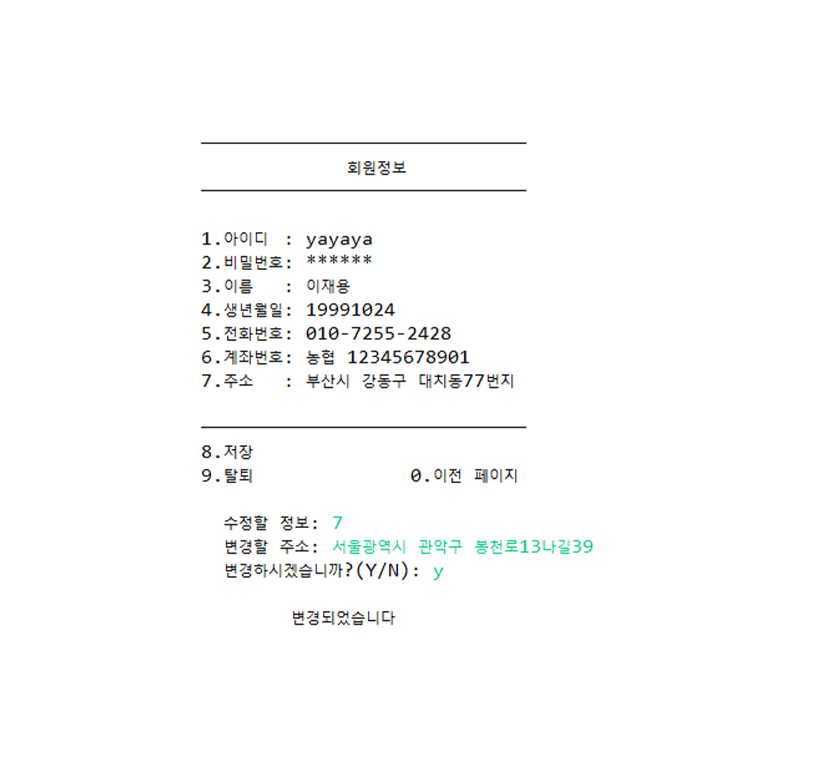 회원정보
1.아이디 : yayaya
2.비밀번호: ******
3.이름 : 이재용
4.생년월일: 19991024
5.전화번호: 010-7255-2428
6.계좌번호: 농협 12345678901
7.주소 : 부산시 강동구 대치동77번지
8.저장
9.탈퇴 0.이전 페이지
수정할 정보: 7
변경할 주소: 서울광역시 관악구 봉천로13나길39
변경하시겠습니까?(Y/N): y
변경되었습니다